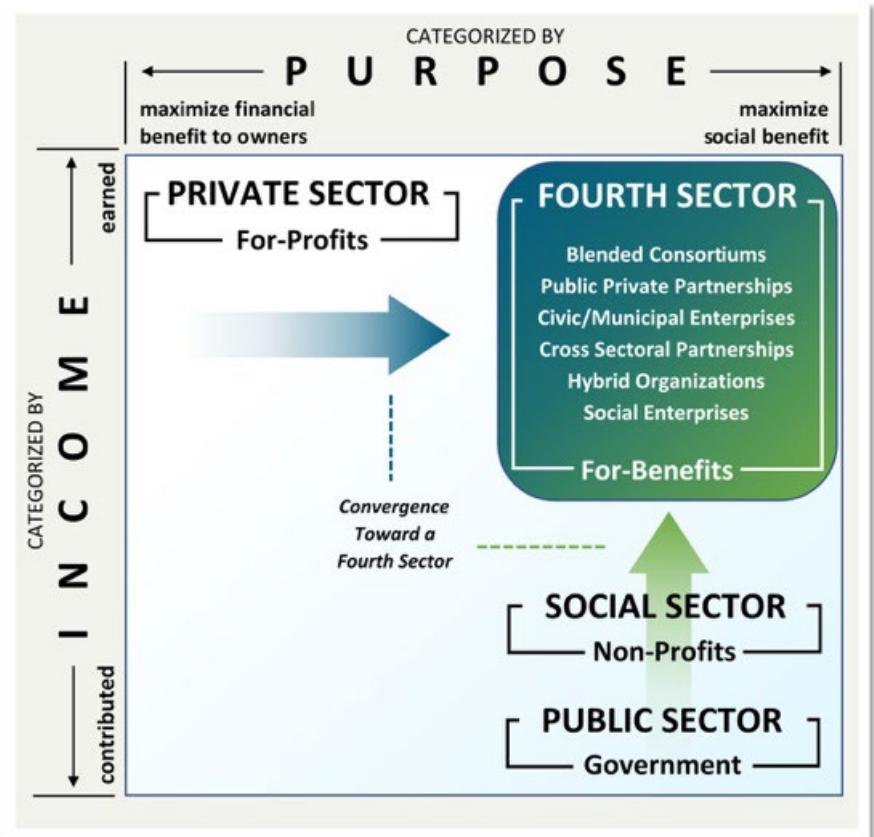 CATEGORIZED BY
PURPOSE
maximize financial
benefit to owners
maximize
social benefit
CATEGORIZED BY
INCOME
earned
contributed
PRIVATE SECTOR
For-Profits
FOURTH SECTOR
Blended Consortiums
Public Private Partnerships
Civic/Municipal Enterprises
Cross Sectoral Partnerships
Hybrid Organizations
Social Enterprises
For-Benefits
Convergence
Toward a
Fourth Sector
SOCIAL SECTOR
Non-Profits
PUBLIC SECTOR
Government